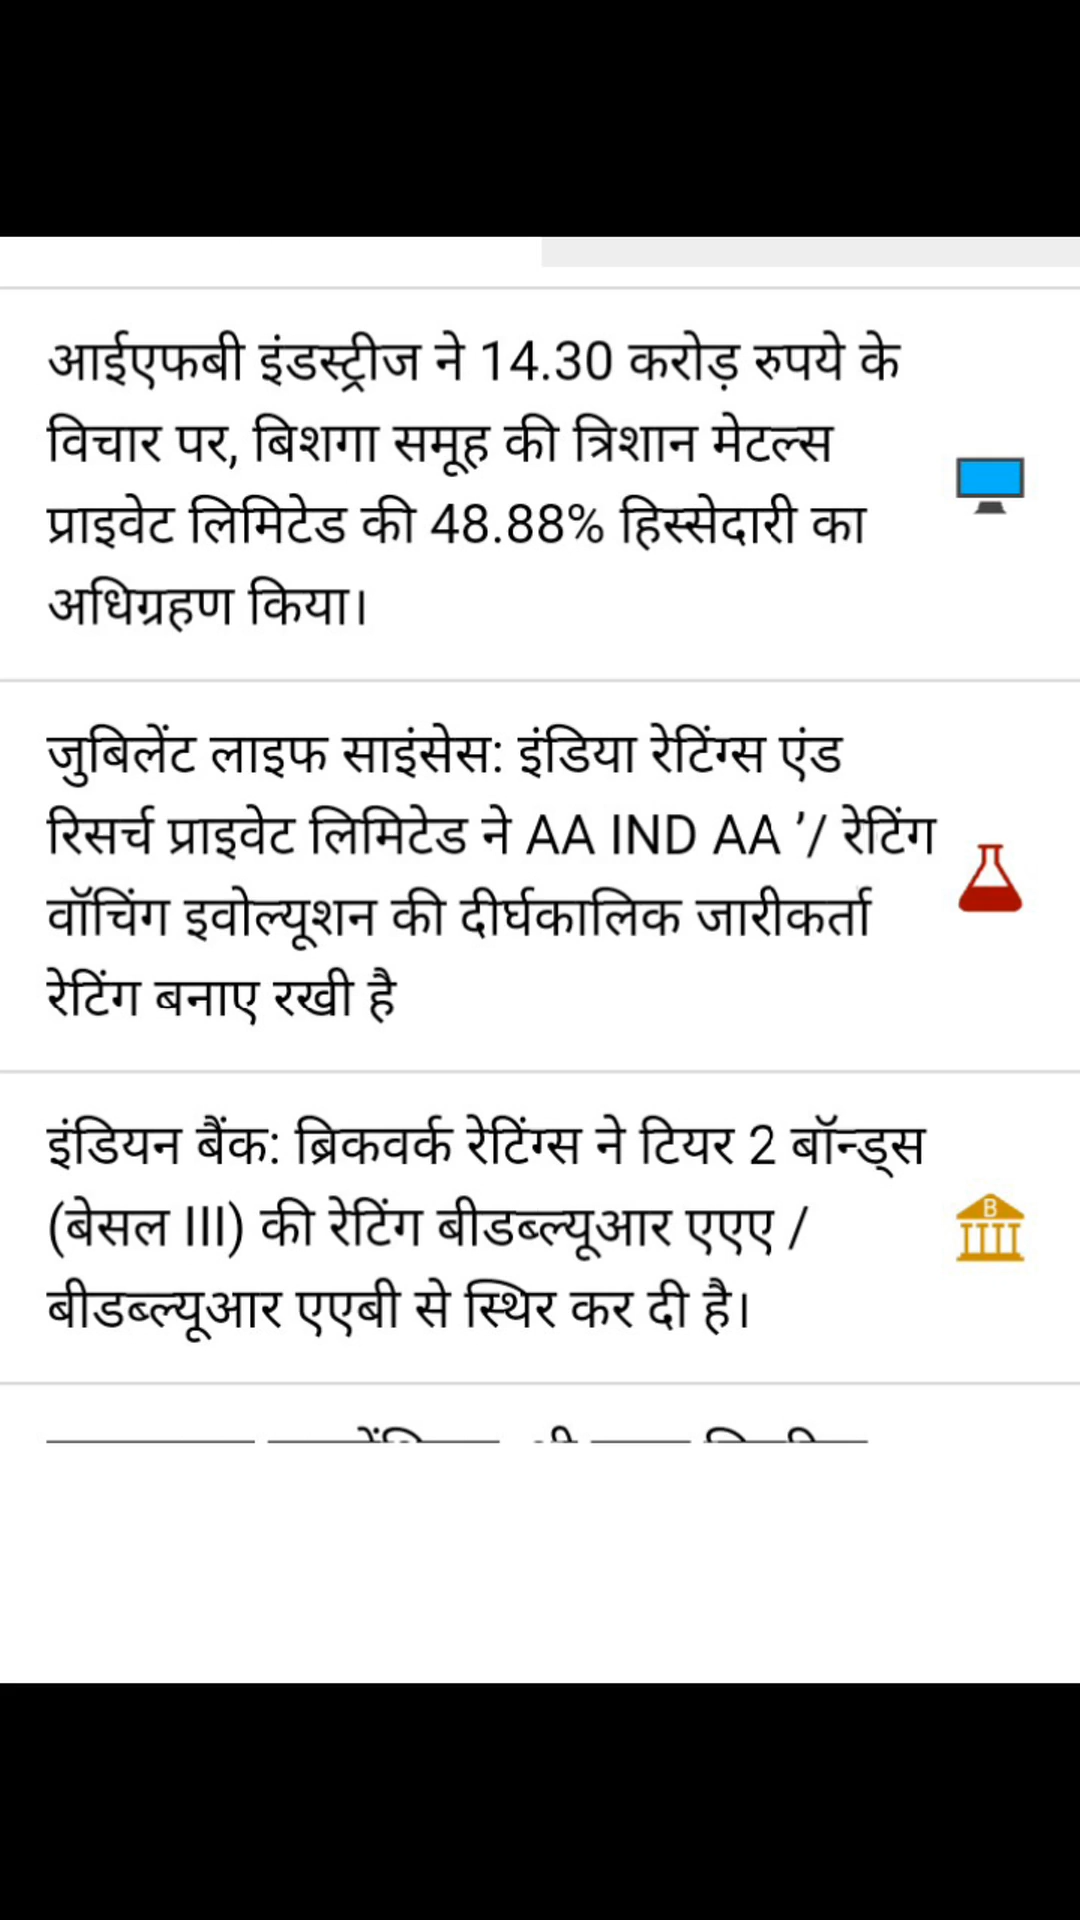 आईएफबी इंडस्ट्रीज ने 14.30 करोड़ रुपये के
विचार पर, बिशगा समूह की त्रिशान मेटल्स
प्राइवेट लिमिटेड की 48.88% हिस्सेदारी का
अधिग्रहण किया।
जुबिलेंट लाइफ साइंसेस: इंडिया रेटिंग्स एंड
रिसर्च प्राइवेट लिमिटेड ने AA IND AA ’/ रेटिंग
वॉचिंग इवोल्यूशन की दीर्घकालिक जारीकर्ता
रेटिंग बनाए रखी है
इंडियन बैंक: ब्रिकवर्क रेटिंग्स ने टियर 2 बॉन्ड्स
(बेसल III) की रेटिंग बीडब्ल्यूआर एएए /
बीडब्ल्यूआर एएबी से स्थिर कर दी है।
B